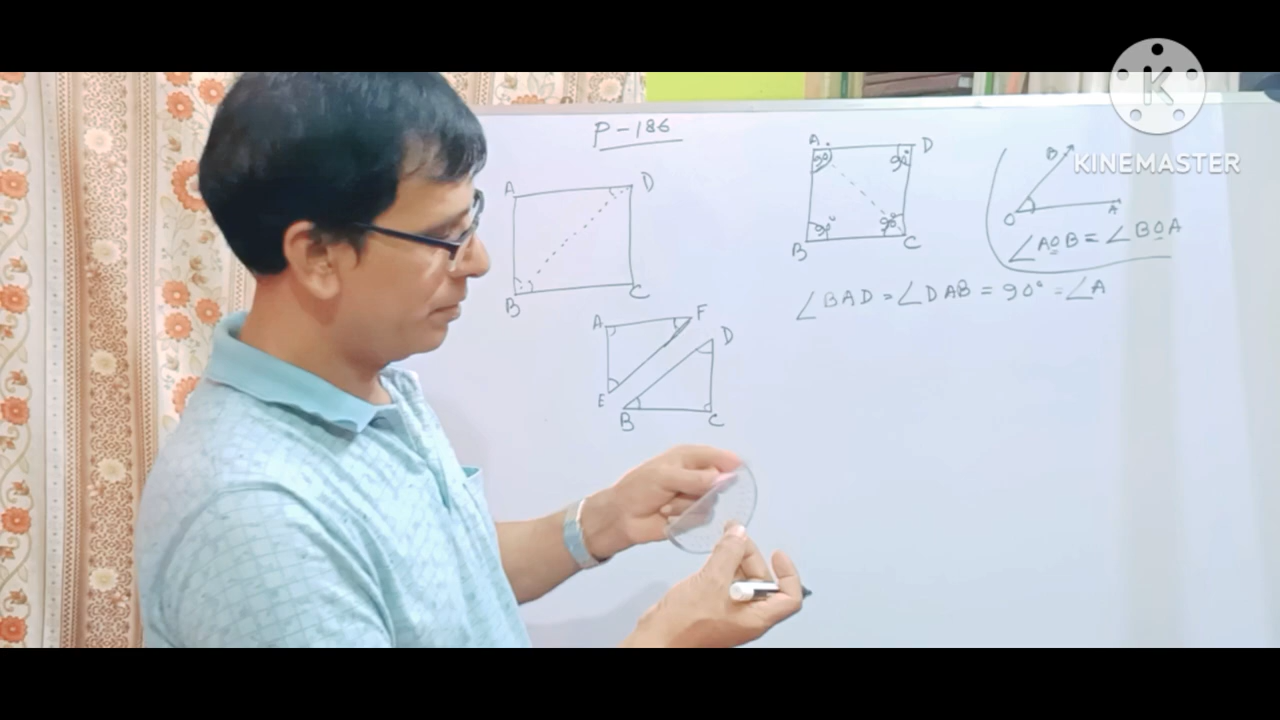 P-186
A D
B C
A F
E
D
B C
A D
90° 90°
90° 90°
B C
B
O A
∠AOB = ∠BOA
∠BAD = ∠DAB = 90° = ∠A
K
KINEMASTER